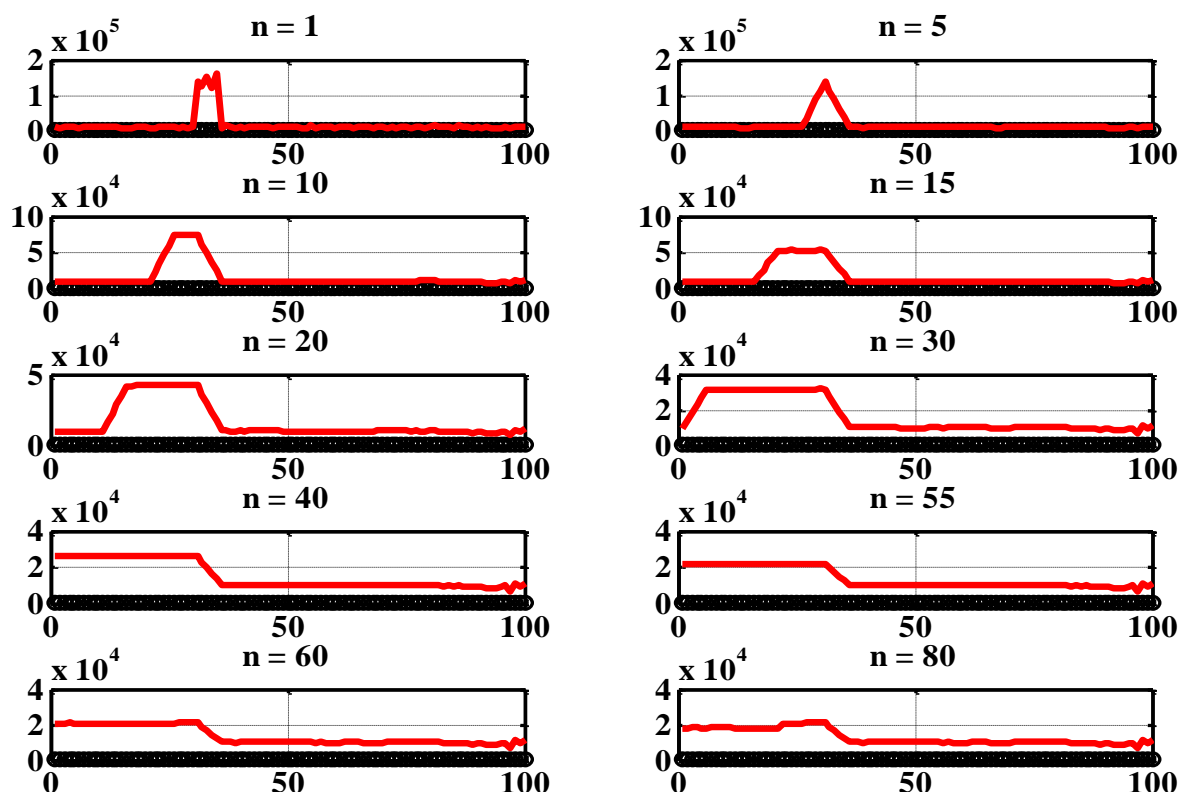 n = 1
x 10^5
2
1
0
0 50 100
n = 5
x 10^5
2
1
0
0 50 100
n = 10
x 10^4
10
5
0
0 50 100
n = 15
x 10^4
10
5
0
0 50 100
n = 20
x 10^4
5
0
0 50 100
n = 30
x 10^4
4
2
0
0 50 100
n = 40
x 10^4
4
2
0
0 50 100
n = 55
x 10^4
4
2
0
0 50 100
n = 60
x 10^4
4
2
0
0 50 100
n = 80
x 10^4
4
2
0
0 50 100